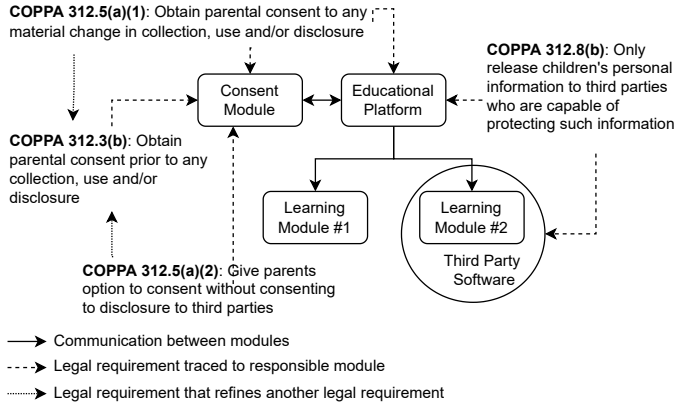 COPPA 312.5(a)(1): Obtain parental consent to any
material change in collection, use and/or disclosure
COPPA 312.8(b): Only
release children's personal
information to third parties
who are capable of
protecting such information
Consent
Module
Educational
Platform
COPPA 312.3(b): Obtain
parental consent prior to any
collection, use and/or
disclosure
Learning
Module #1
Learning
Module #2
Third Party
Software
COPPA 312.5(a)(2): Give parents
option to consent without consenting
to disclosure to third parties
Communication between modules
Legal requirement traced to responsible module
Legal requirement that refines another legal requirement